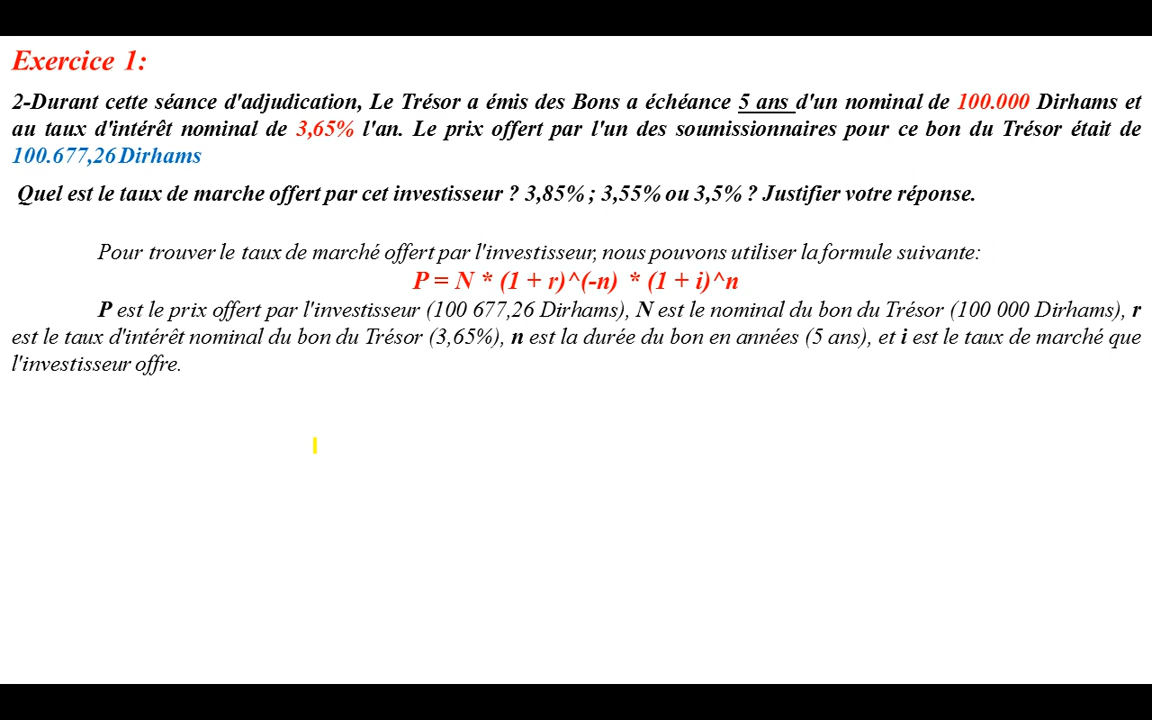 Exercice 1:
2-Durant cette séance d'adjudication, Le Trésor a émis des Bons a échéance 5 ans d'un nominal de 100.000 Dirhams et
au taux d'intérêt nominal de 3,65% l'an. Le prix offert par l'un des soumissionnaires pour ce bon du Trésor était de
100.677,26 Dirhams
Quel est le taux de marche offert par cet investisseur ? 3,85% ; 3,55% ou 3,5% ? Justifier votre réponse.
Pour trouver le taux de marché offert par l'investisseur, nous pouvons utiliser la formule suivante:
P = N * (1 + r)^(-n) * (1 + i)^n
P est le prix offert par l'investisseur (100 677,26 Dirhams), N est le nominal du bon du Trésor (100 000 Dirhams), r
est le taux d'intérêt nominal du bon du Trésor (3,65%), n est la durée du bon en années (5 ans), et i est le taux de marché que
l'investisseur offre.